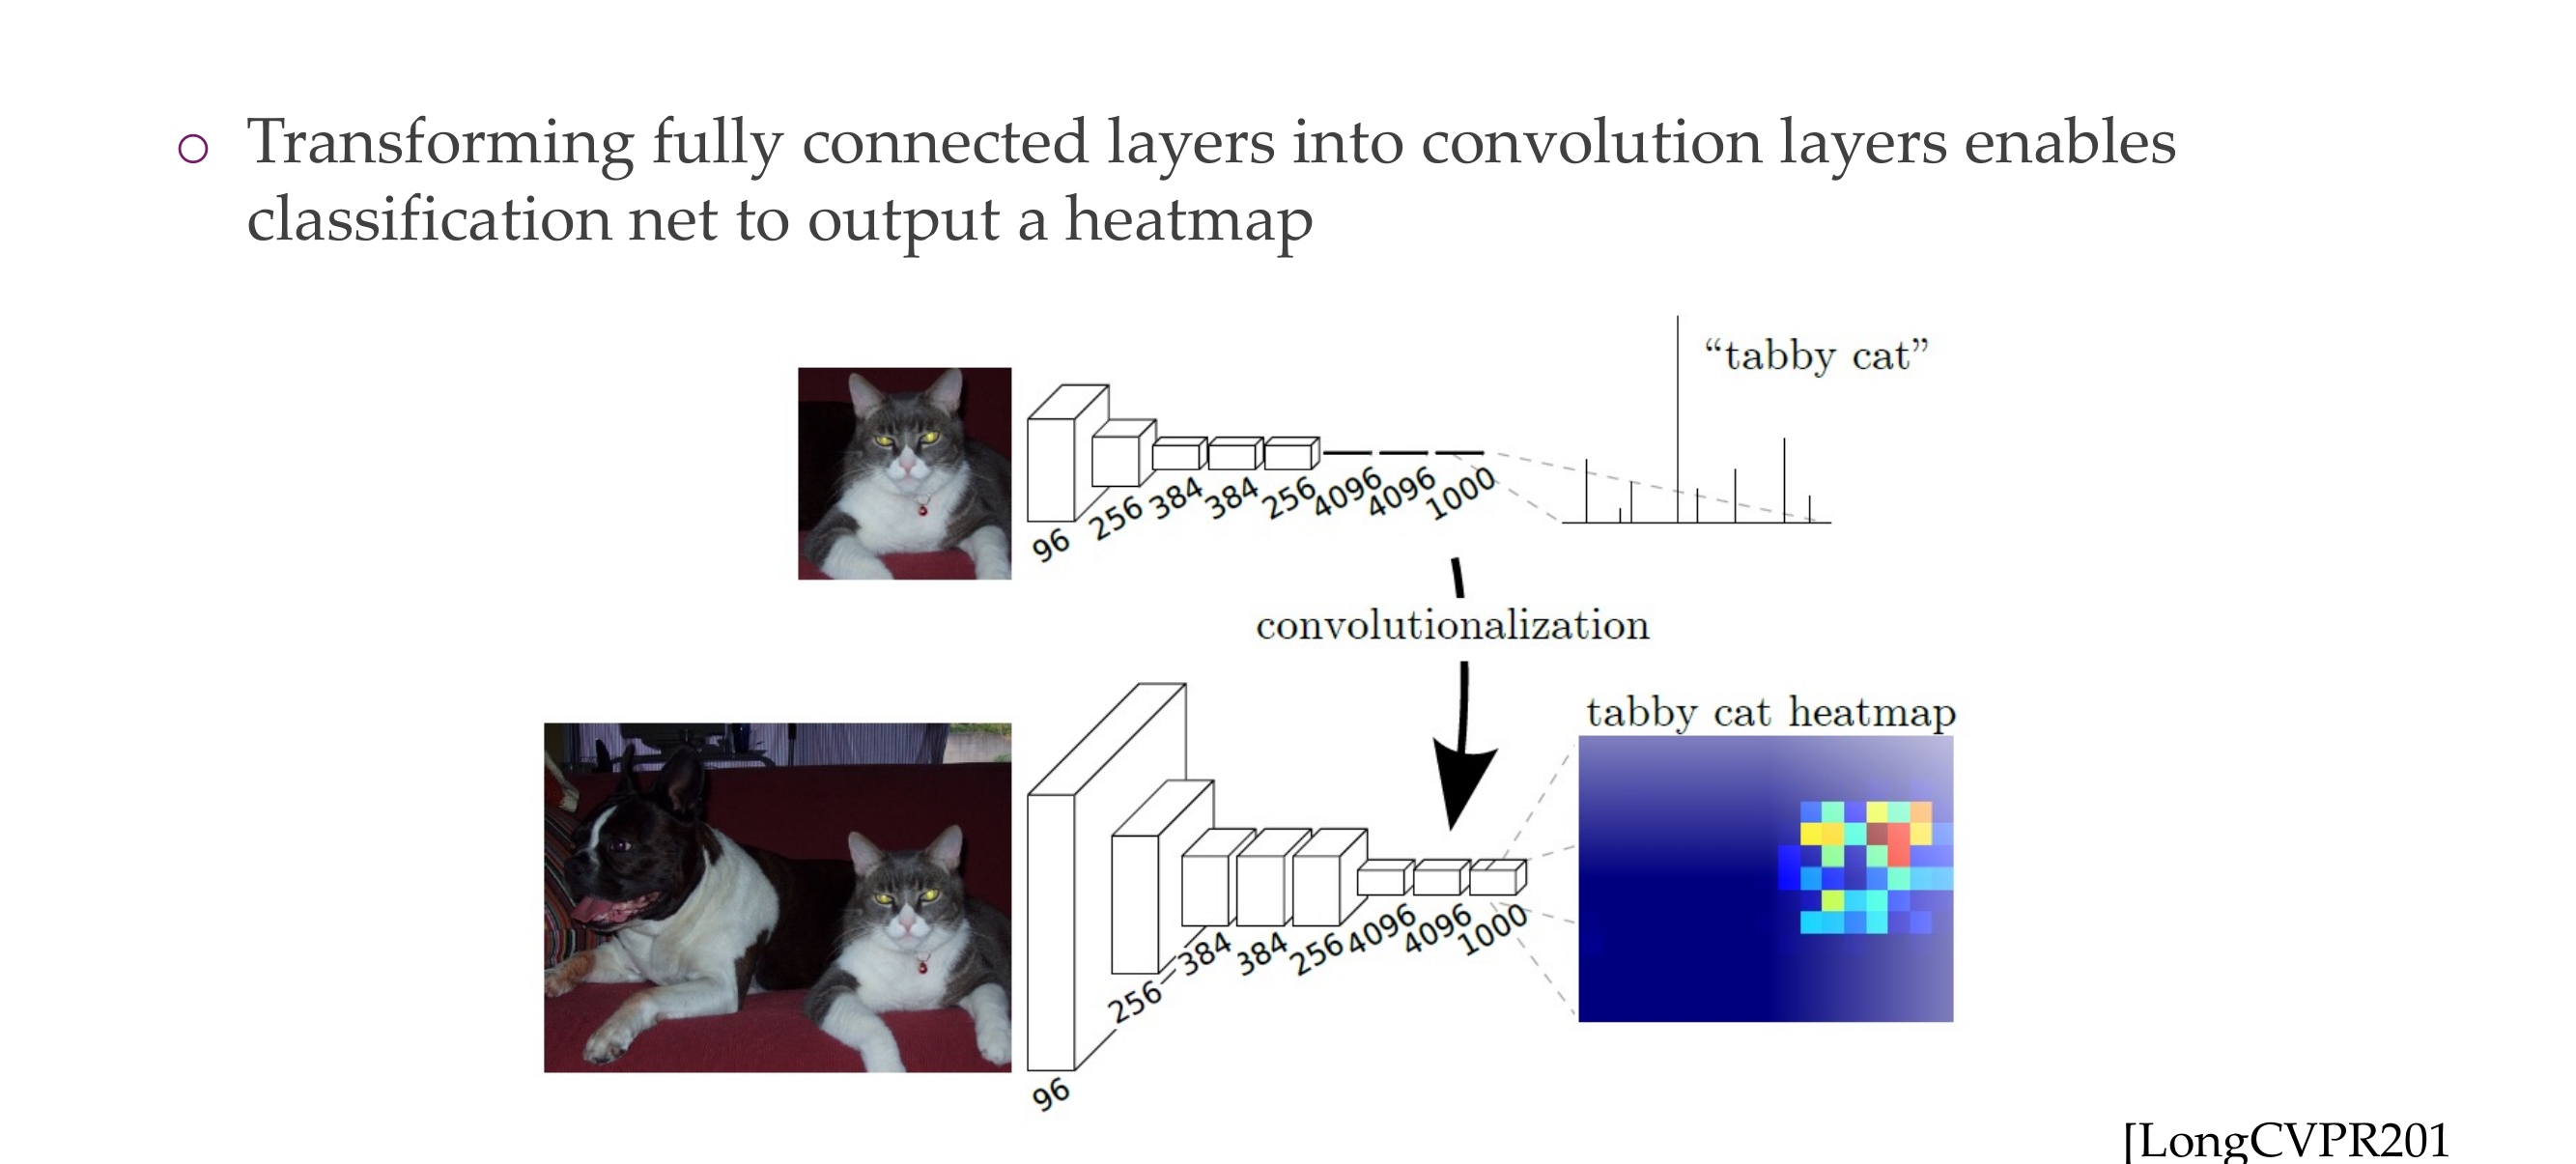 Transforming fully connected layers into convolution layers enables
classification net to output a heatmap
“tabby cat”
96 256 384 384 256 4096 4096 1000
convolutionalization
tabby cat heatmap
96 256 384 384 256 4096 4096 1000
[LongCVPR201